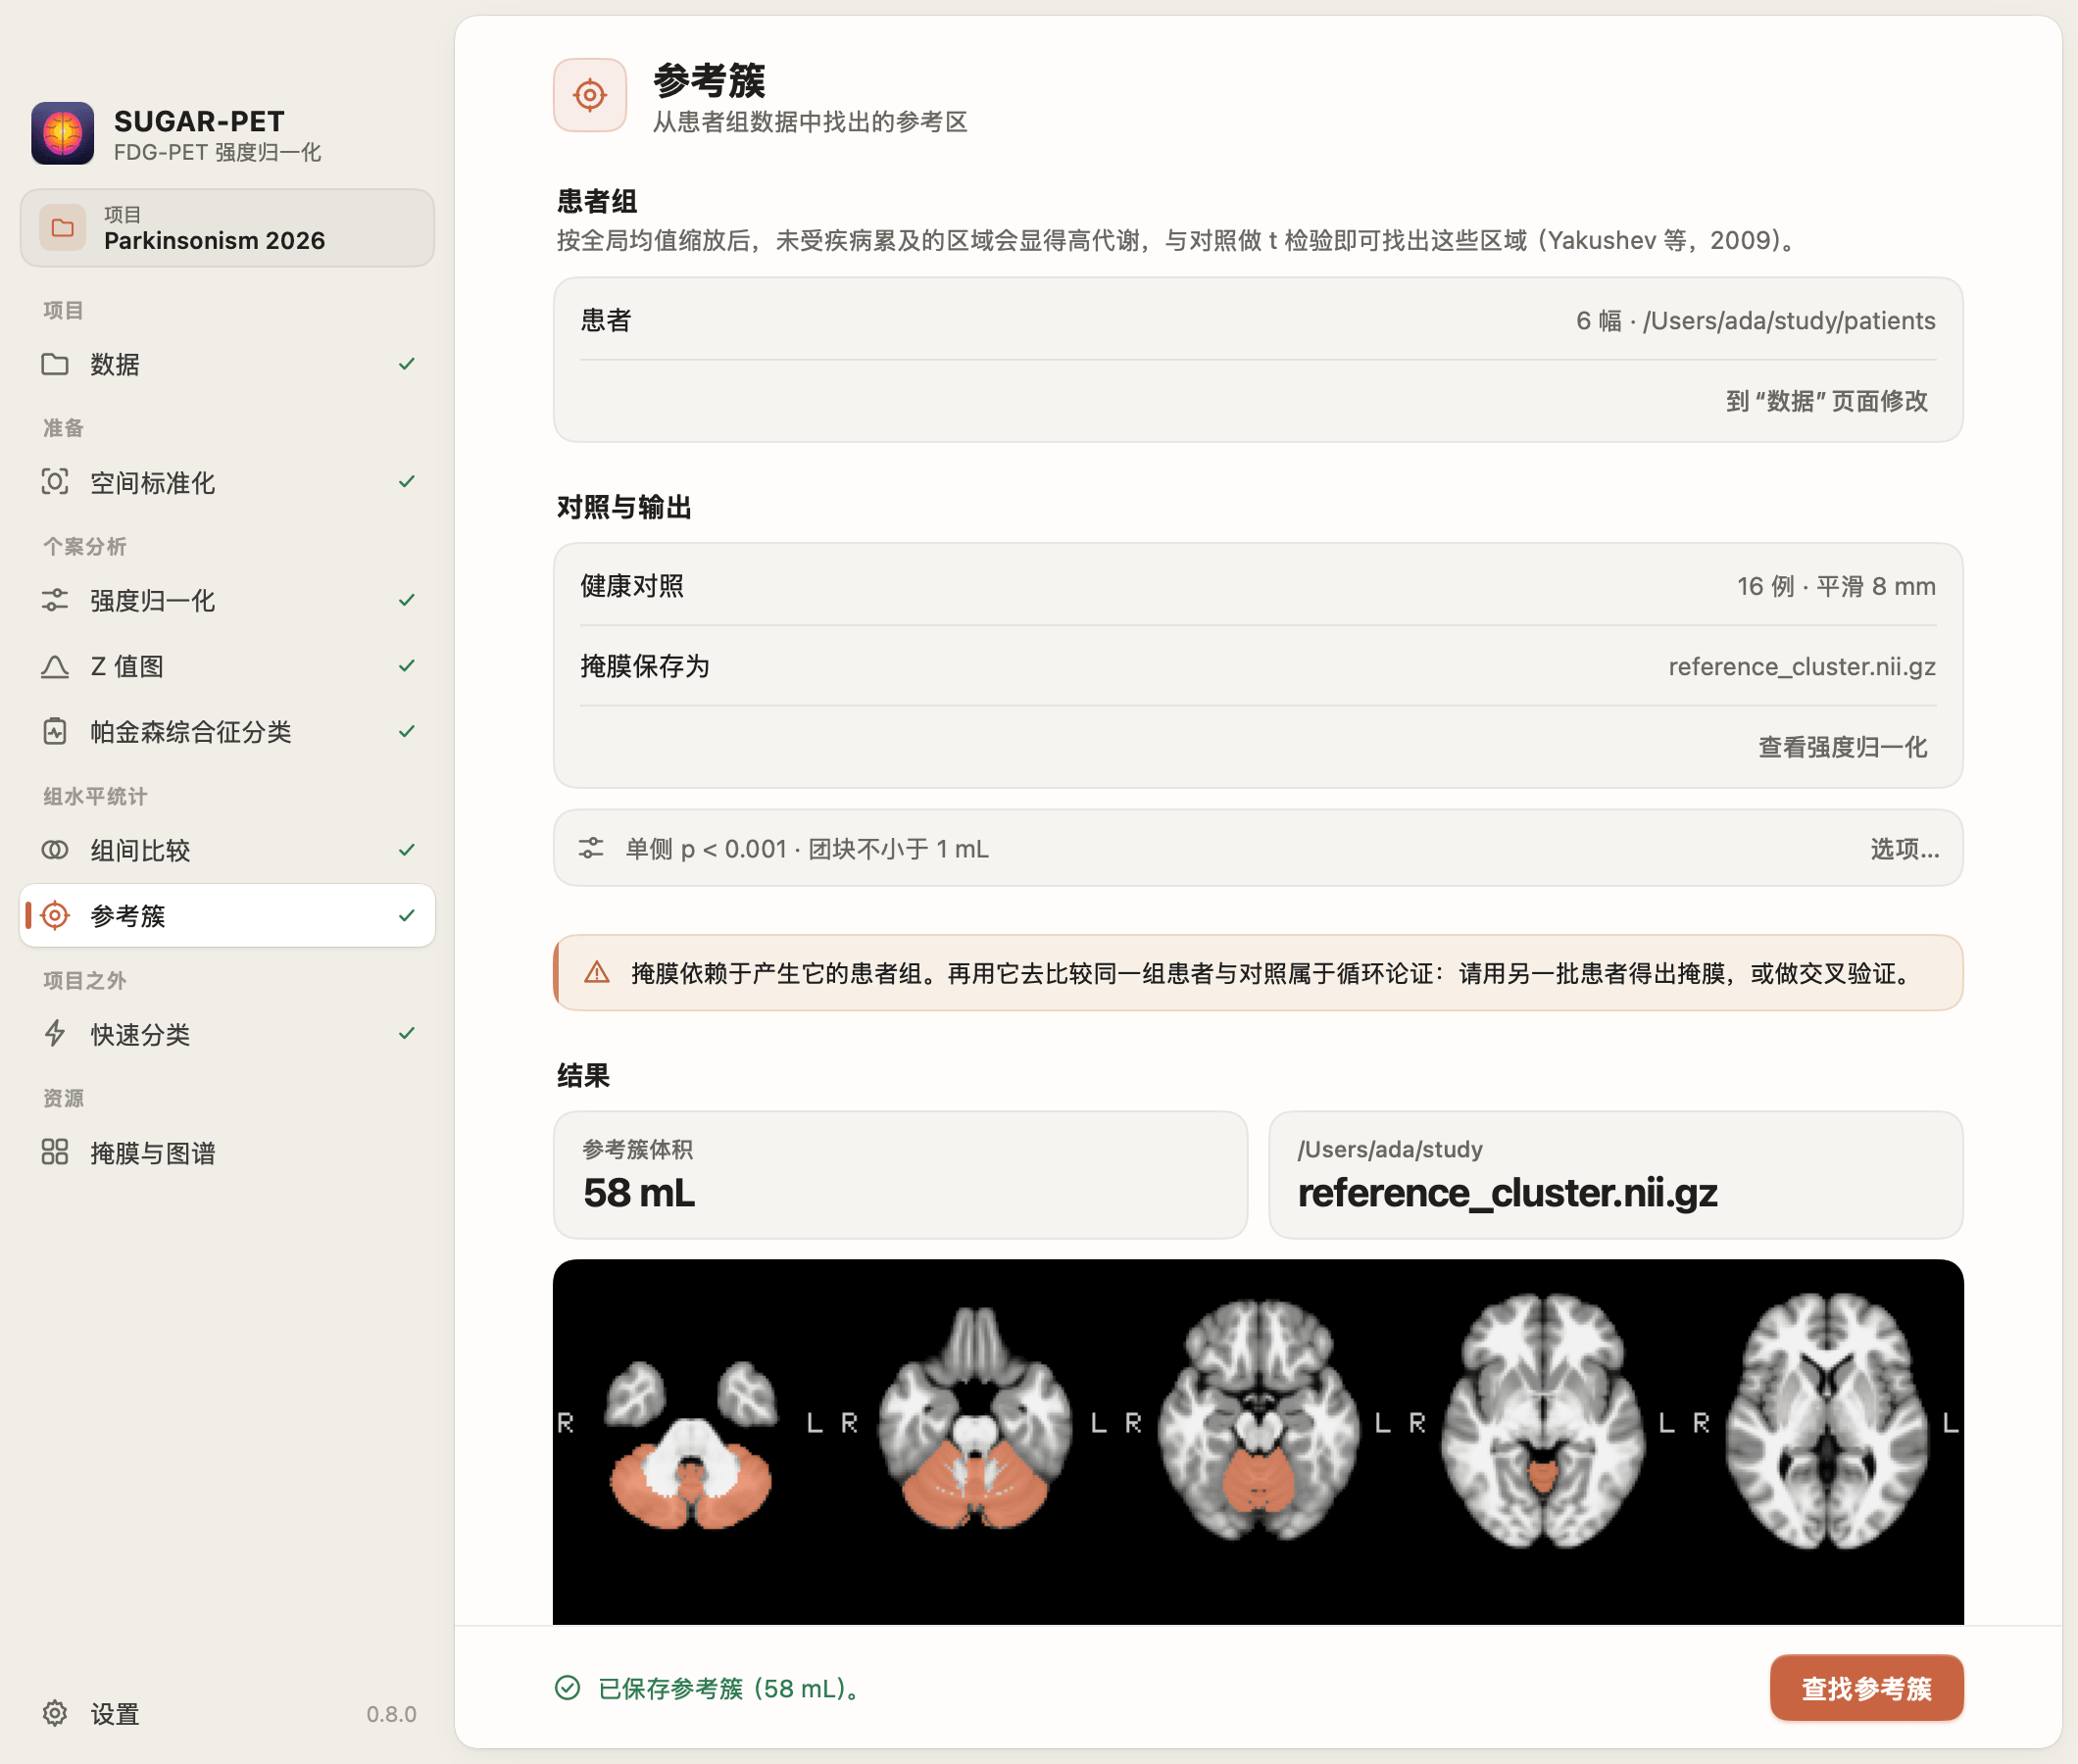 SUGAR-PET
FDG-PET 强度归一化
项目
Parkinsonism 2026
项目
数据
准备
空间标准化
个案分析
强度归一化
Z 值图
帕金森综合征分类
组水平统计
组间比较
参考簇
项目之外
快速分类
资源
掩膜与图谱
设置
0.8.0
参考簇
从患者组数据中找出的参考区
患者组
按全局均值缩放后，未受疾病累及的区域会显得高代谢，与对照做 t 检验即可找出这些区域（Yakushev 等，2009）。
患者
6 幅 · /Users/ada/study/patients
到“数据”页面修改
对照与输出
健康对照
16 例 · 平滑 8 mm
掩膜保存为
reference_cluster.nii.gz
查看强度归一化
单侧 p < 0.001 · 团块不小于 1 mL
选项...
掩膜依赖于产生它的患者组。再用它去比较同一组患者与对照属于循环论证：请用另一批患者得出掩膜，或做交叉验证。
结果
参考簇体积
58 mL
/Users/ada/study
reference_cluster.nii.gz
R L R L R L R L R L
已保存参考簇（58 mL）。
查找参考簇